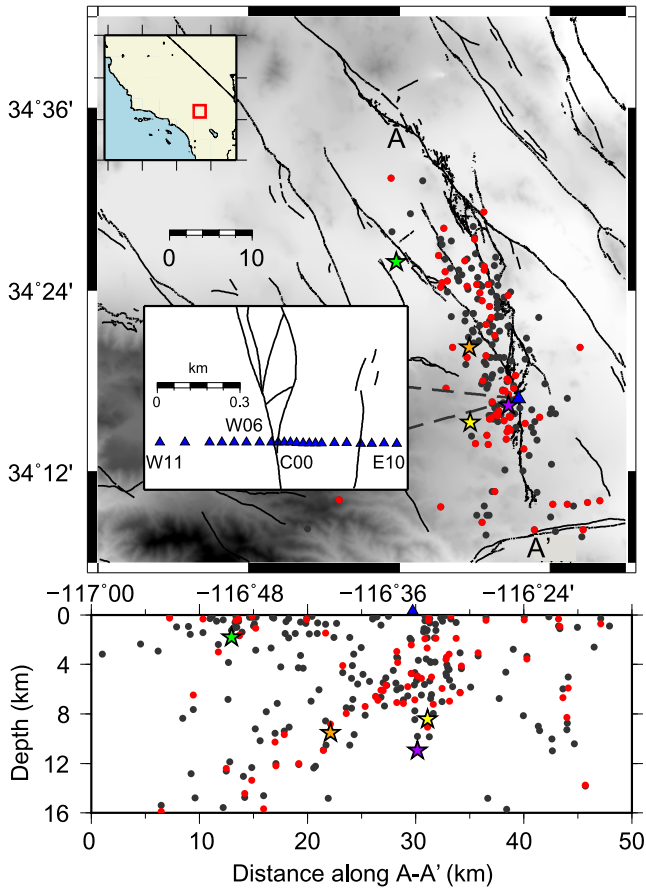 34˚36'
34˚24'
34˚12'
A
0 10
km
0 0.3
W06
W11 C00 E10
A'
−117˚00' −116˚48' −116˚36' −116˚24'
0
4
8
12
16
Depth (km)
0 10 20 30 40 50
Distance along A-A' (km)